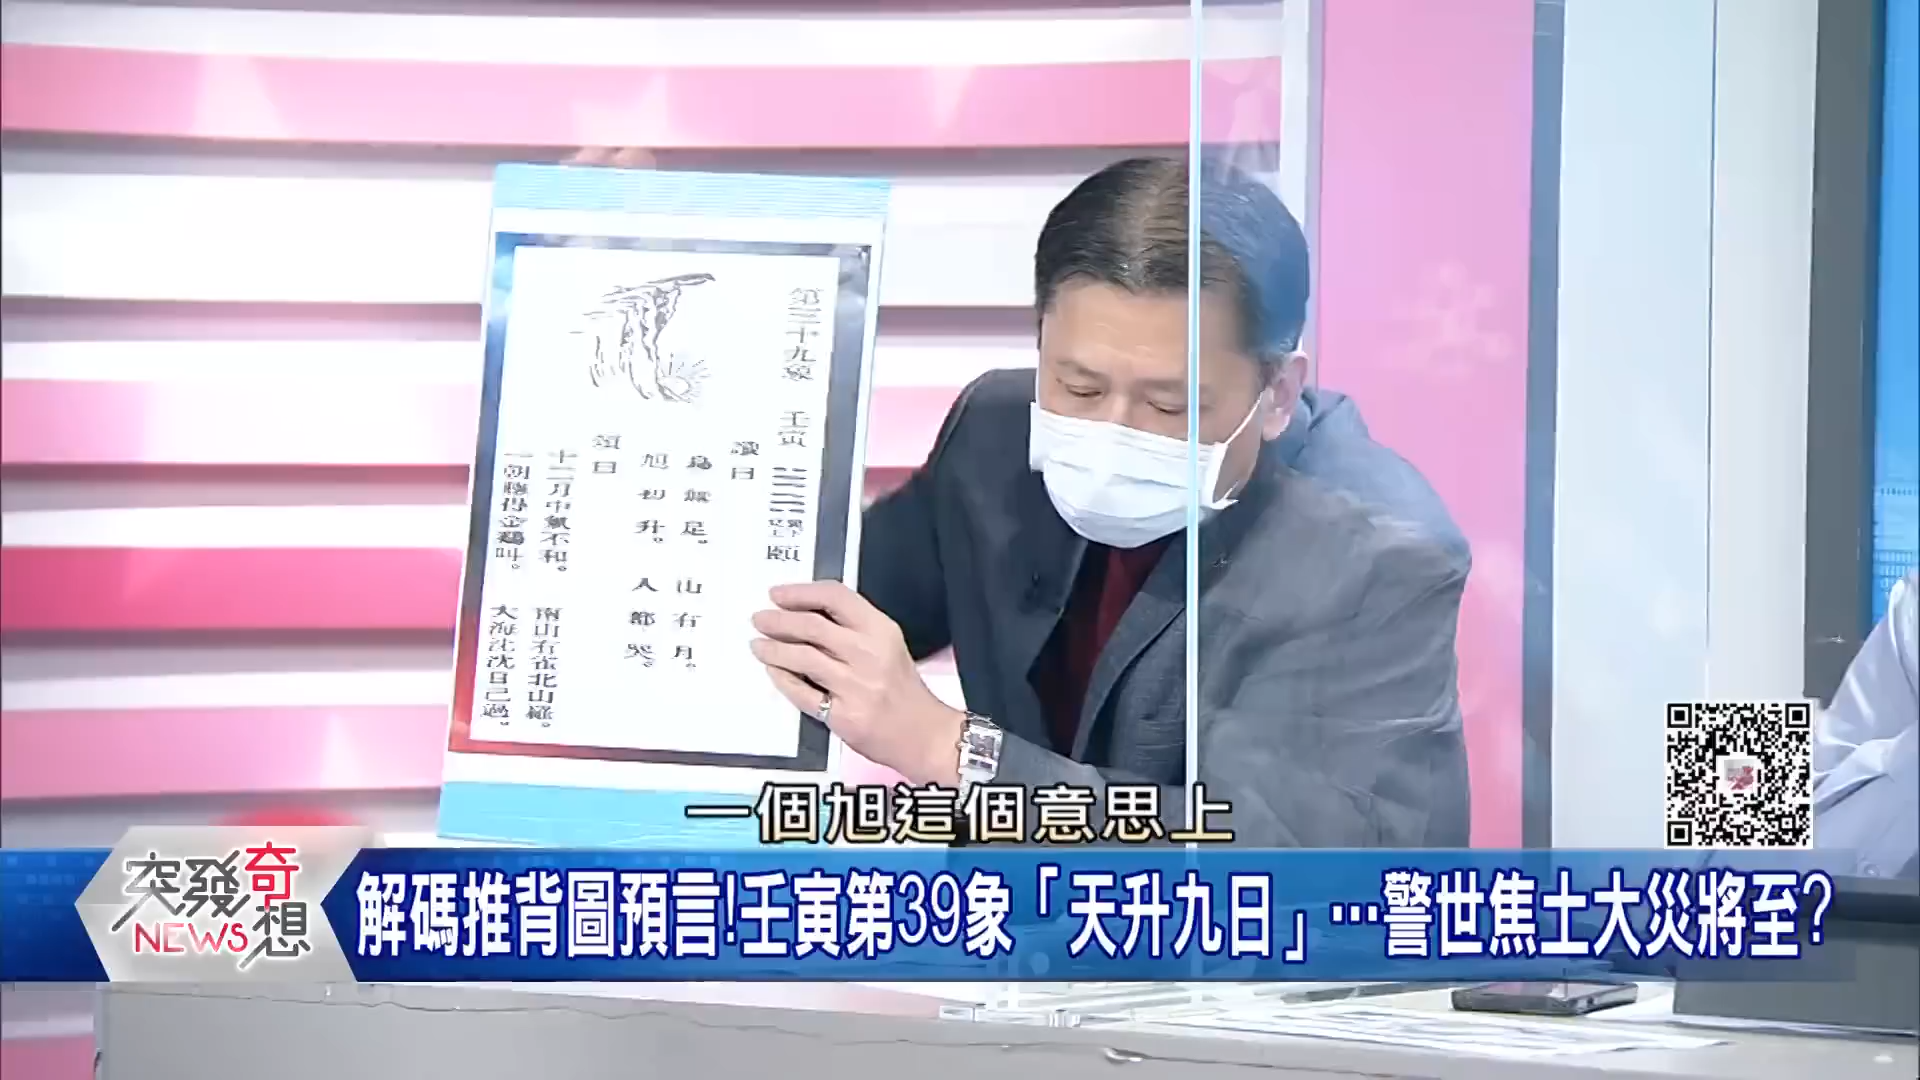 第三十九象 壬寅 頤
讖曰
鳥無足。山有月。
旭初升。人都哭。
頌曰
十二月中氣不和。南山有雀北山羅。
一朝聽得金雞叫。大海沈沈日已過。
一個旭這個意思上
突發奇想
NEWS
解碼推背圖預言!壬寅第39象「天升九日」…警世焦土大災將至?